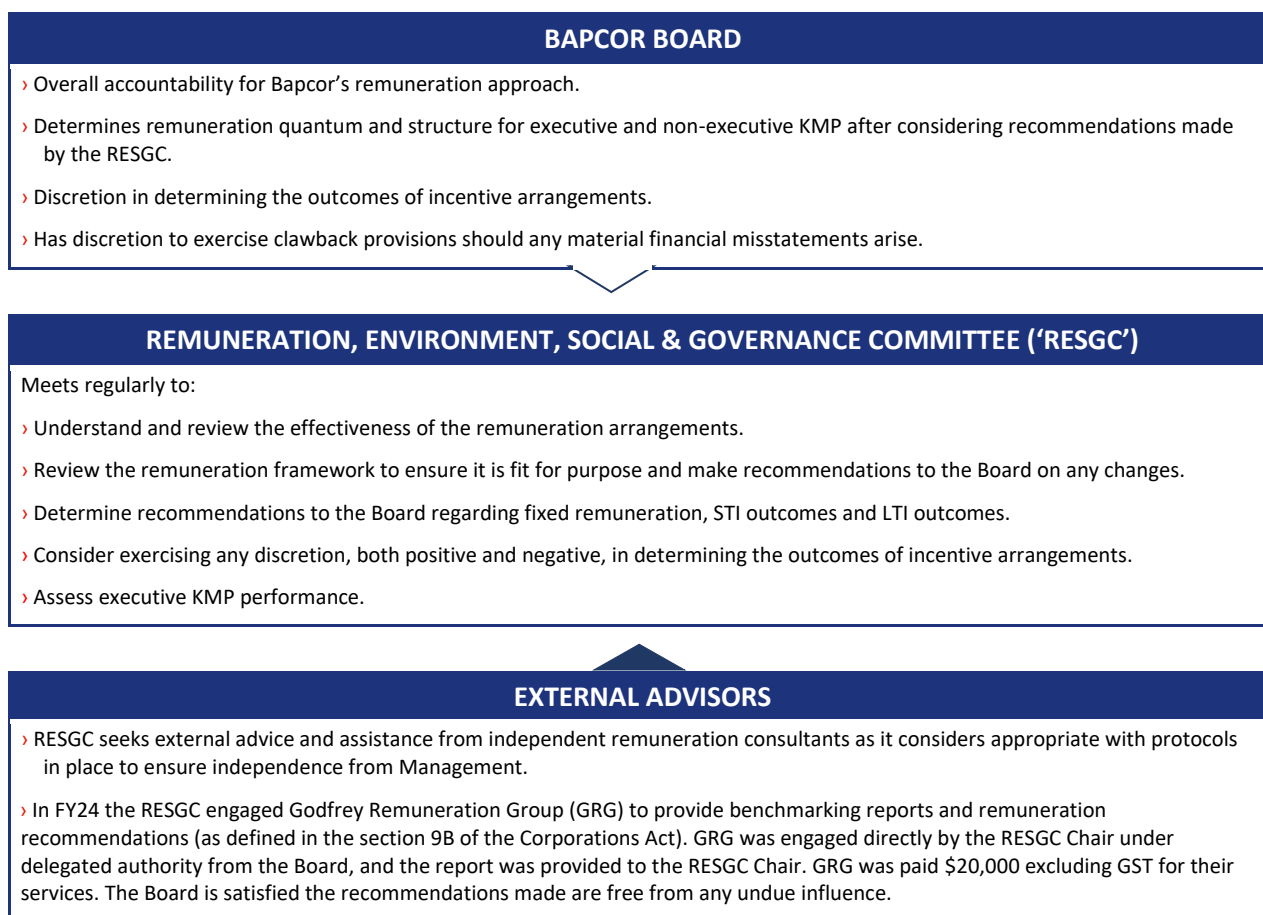 BAPCOR BOARD
› Overall accountability for Bapcor’s remuneration approach.
› Determines remuneration quantum and structure for executive and non-executive KMP after considering recommendations made
by the RESGC.
› Discretion in determining the outcomes of incentive arrangements.
› Has discretion to exercise clawback provisions should any material financial misstatements arise.
REMUNERATION, ENVIRONMENT, SOCIAL & GOVERNANCE COMMITTEE (‘RESGC’)
Meets regularly to:
› Understand and review the effectiveness of the remuneration arrangements.
› Review the remuneration framework to ensure it is fit for purpose and make recommendations to the Board on any changes.
› Determine recommendations to the Board regarding fixed remuneration, STI outcomes and LTI outcomes.
› Consider exercising any discretion, both positive and negative, in determining the outcomes of incentive arrangements.
› Assess executive KMP performance.
EXTERNAL ADVISORS
› RESGC seeks external advice and assistance from independent remuneration consultants as it considers appropriate with protocols
in place to ensure independence from Management.
› In FY24 the RESGC engaged Godfrey Remuneration Group (GRG) to provide benchmarking reports and remuneration
recommendations (as defined in the section 9B of the Corporations Act). GRG was engaged directly by the RESGC Chair under
delegated authority from the Board, and the report was provided to the RESGC Chair. GRG was paid $20,000 excluding GST for their
services. The Board is satisfied the recommendations made are free from any undue influence.